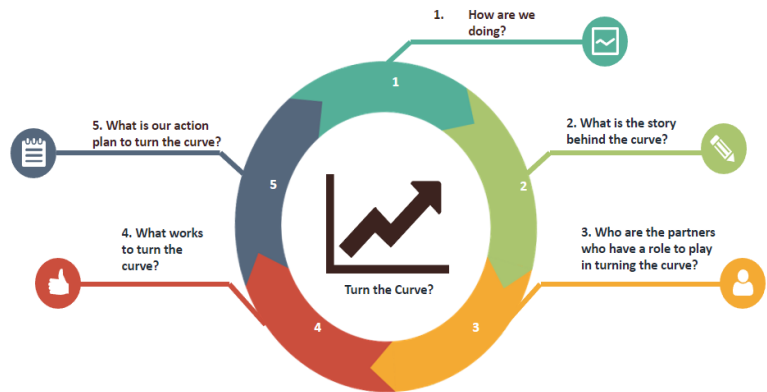 1. How are we
doing?
1
2. What is the story
behind the curve?
2
3. Who are the partners
who have a role to play
in turning the curve?
3
4. What works
to turn the
curve?
4
5. What is our action
plan to turn the curve?
5
Turn the Curve?